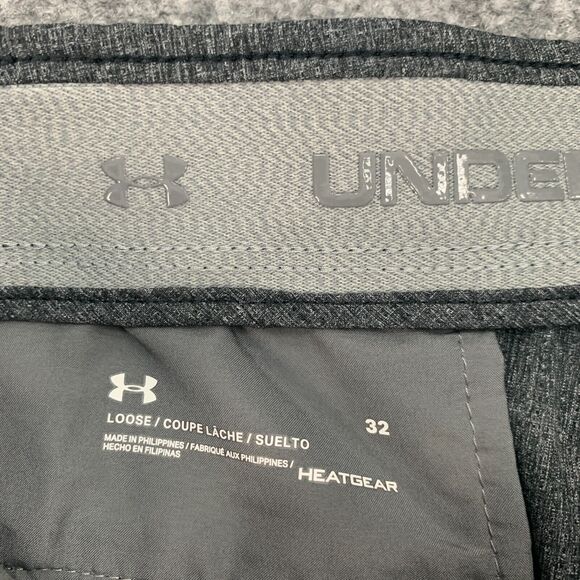 UNDE
LOOSE / COUPE LÂCHE / SUELTO 32
MADE IN PHILIPPINES / FABRIQUÉ AUX PHILIPPINES /
HECHO EN FILIPINAS
HEATGEAR